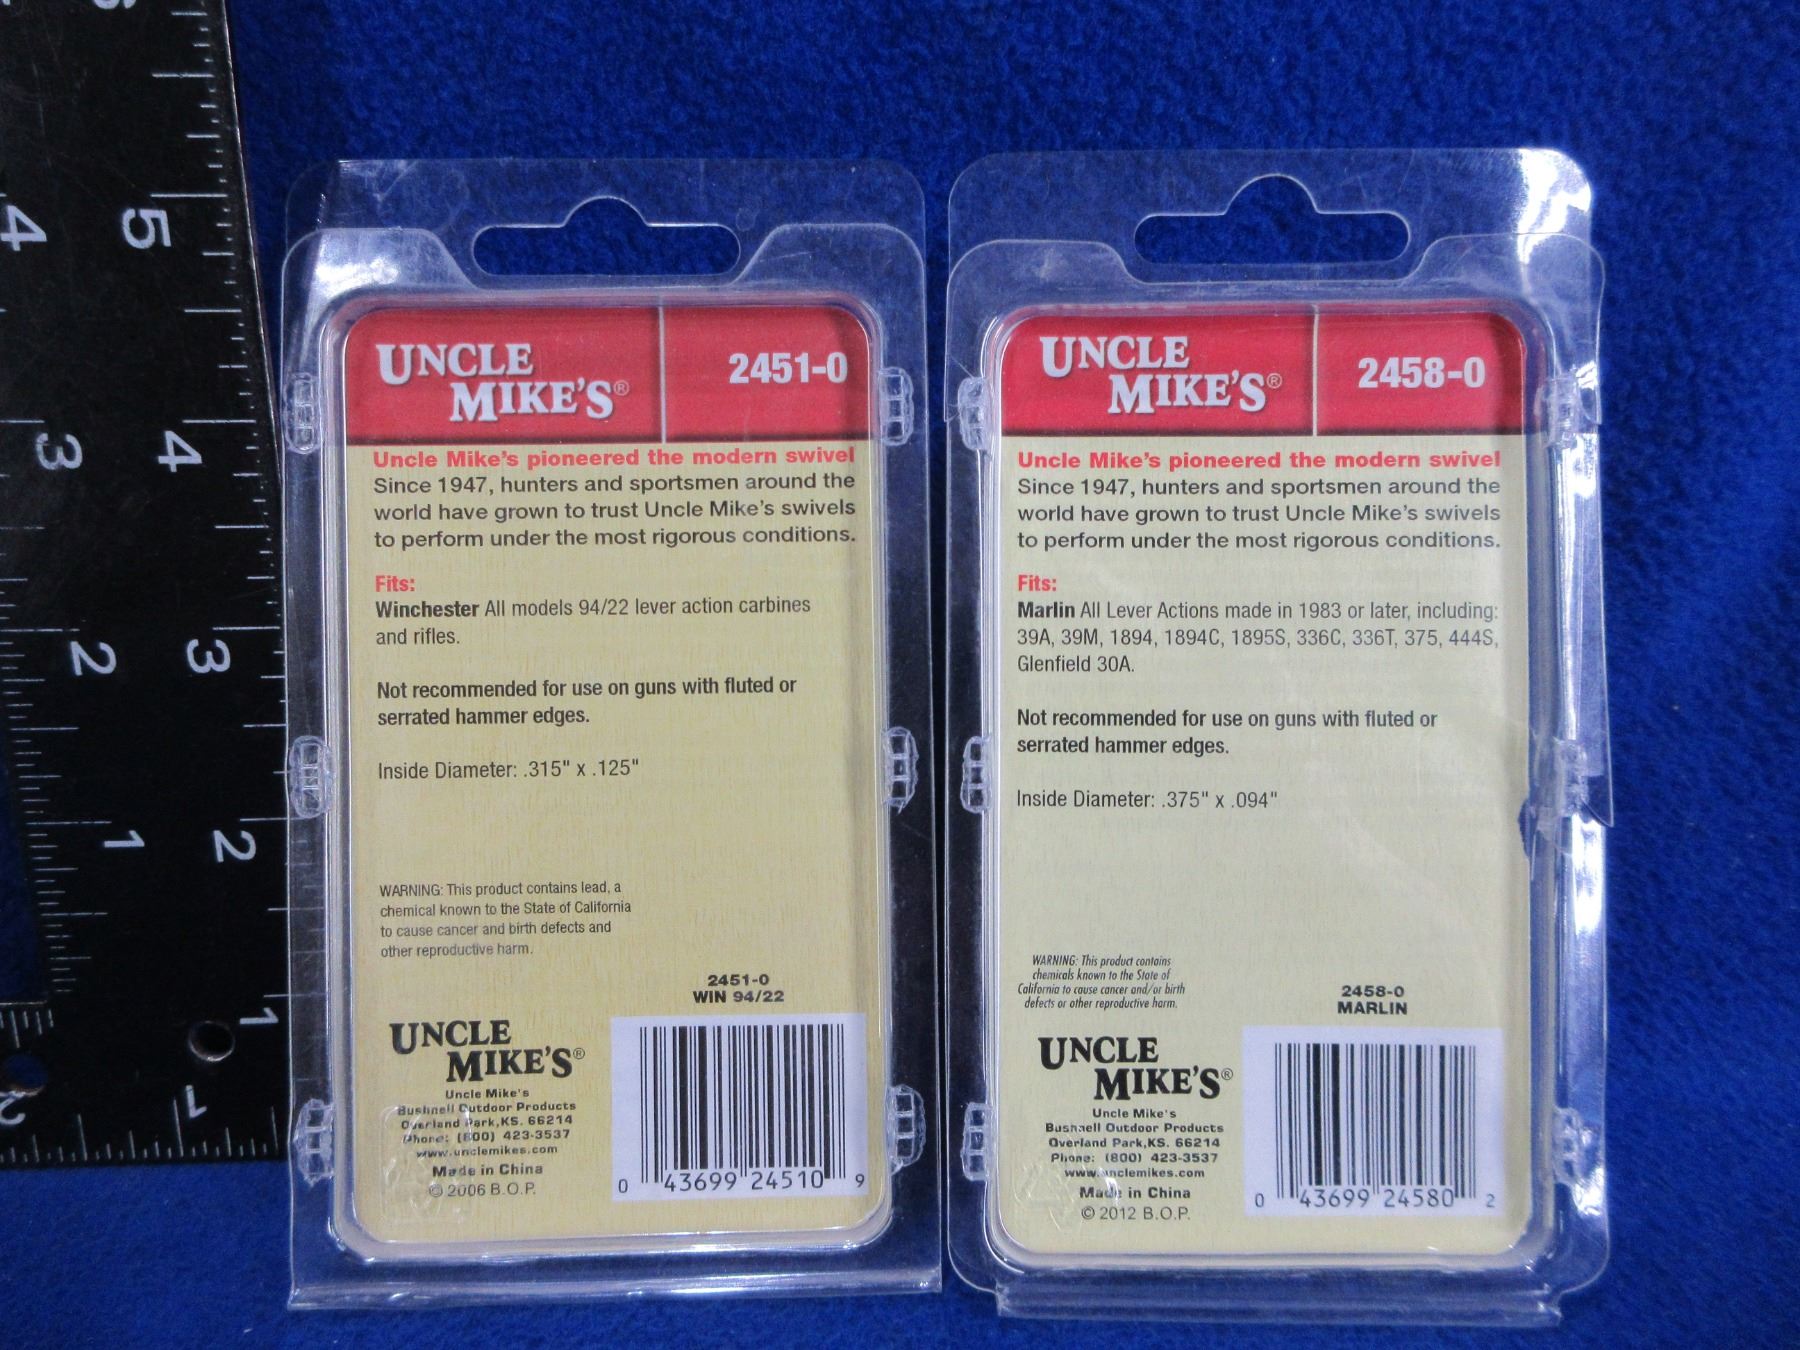 6
5
4
4
3
3
2
2
1
1
1
2
UNCLE
MIKE'S®
2451-0
Uncle Mike's pioneered the modern swivel
Since 1947, hunters and sportsmen around the
world have grown to trust Uncle Mike's swivels
to perform under the most rigorous conditions.
Fits:
Winchester All models 94/22 lever action carbines
and rifles.
Not recommended for use on guns with fluted or
serrated hammer edges.
Inside Diameter: .315" x .125"
WARNING: This product contains lead, a
chemical known to the State of California
to cause cancer and birth defects and
other reproductive harm.
2451-0
WIN 94/22
UNCLE
MIKE'S®
Uncle Mike's
Bushnell Outdoor Products
Overland Park,KS. 66214
Phone: (800) 423-3537
www.unclemikes.com
Made in China
© 2006 B.O.P.
0 43699 24510 9
UNCLE
MIKE'S®
2458-0
Uncle Mike's pioneered the modern swivel
Since 1947, hunters and sportsmen around the
world have grown to trust Uncle Mike's swivels
to perform under the most rigorous conditions.
Fits:
Marlin All Lever Actions made in 1983 or later, including:
39A, 39M, 1894, 1894C, 1895S, 336C, 336T, 375, 444S,
Glenfield 30A.
Not recommended for use on guns with fluted or
serrated hammer edges.
Inside Diameter: .375" x .094"
WARNING: This product contains
chemicals known to the State of
California to cause cancer and/or birth
defects or other reproductive harm.
2458-0
MARLIN
UNCLE
MIKE'S®
Uncle Mike's
Bushnell Outdoor Products
Overland Park,KS. 66214
Phone: (800) 423-3537
www.unclemikes.com
Made in China
© 2012 B.O.P.
0 43699 24580 2